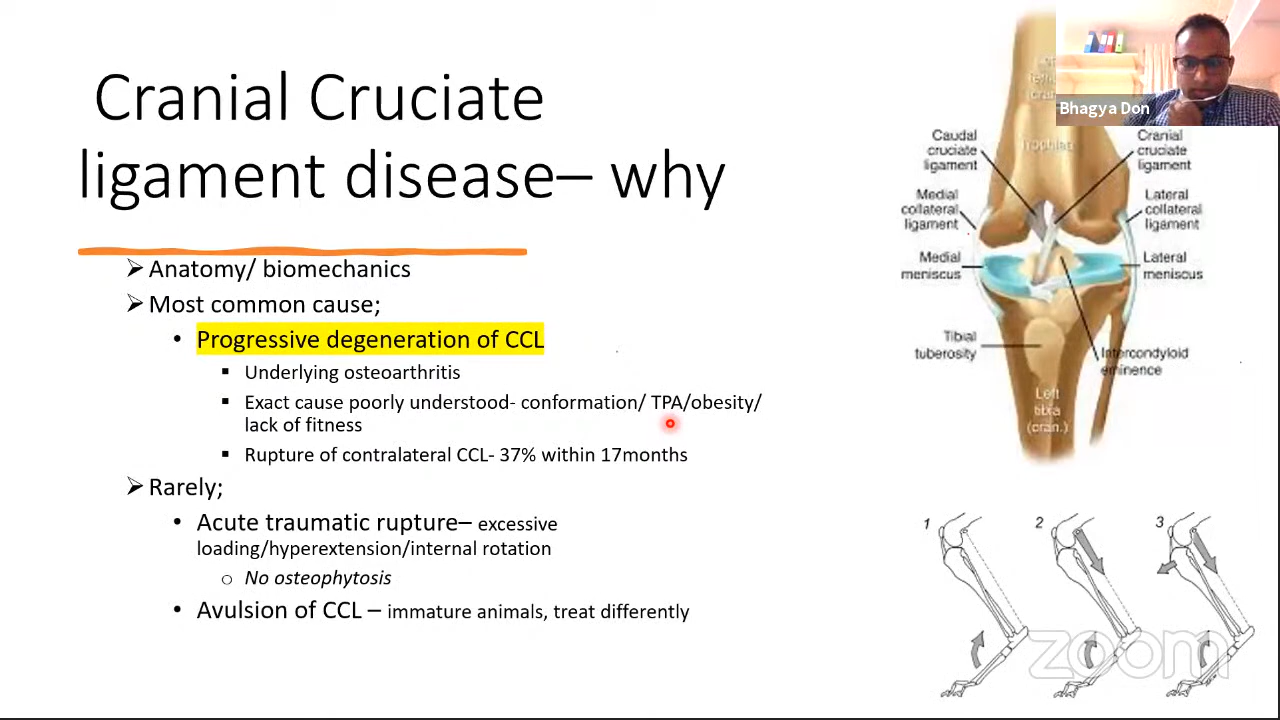 Cranial Cruciate
ligament disease– why
➢ Anatomy/ biomechanics
➢ Most common cause;
• Progressive degeneration of CCL
▪ Underlying osteoarthritis
▪ Exact cause poorly understood- conformation/ TPA/obesity/
lack of fitness
▪ Rupture of contralateral CCL- 37% within 17months
➢ Rarely;
• Acute traumatic rupture– excessive
loading/hyperextension/internal rotation
o No osteophytosis
• Avulsion of CCL – immature animals, treat differently
Bhagya Don
Trochlea
Caudal
cruciate
ligament
Cranial
cruciate
ligament
Medial
collateral
ligament
Lateral
collateral
ligament
Medial
meniscus
Lateral
meniscus
Tibial
tuberosity
Intercondyloid
eminence
Left
tibia
(cran.)
1
2
3
zoom